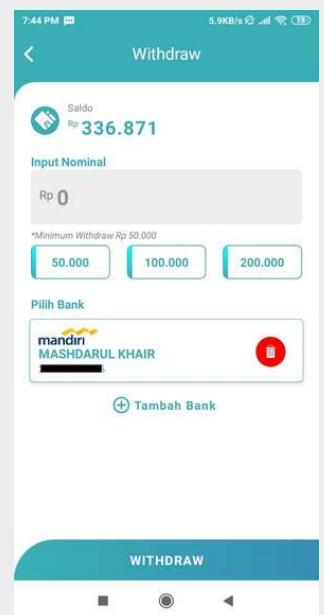 7:44 PM
5.9KB/s
Withdraw
Saldo
Rp 336.871
Input Nominal
Rp 0
*Minimum Withdraw Rp 50.000
50.000
100.000
200.000
Pilih Bank
mandiri
MASHDARUL KHAIR
Tambah Bank
WITHDRAW